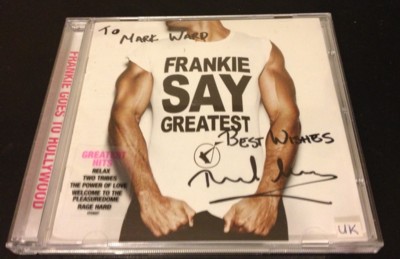 TO MARK WARD
FRANKIE GOES TO HOLLYWOOD
FRANKIE
SAY
GREATEST
BEST WISHES
GREATEST
HITS
RELAX
TWO TRIBES
THE POWER OF LOVE
WELCOME TO THE
PLEASUREDOME
RAGE HARD
UK